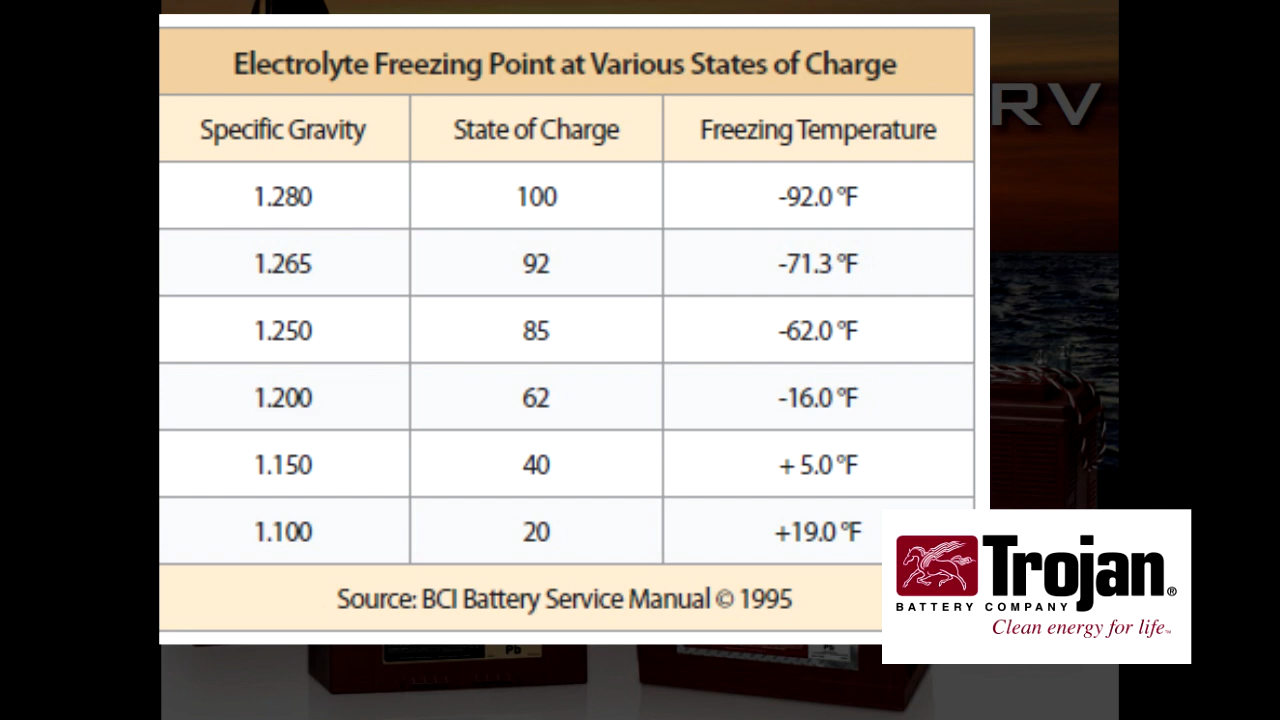 Electrolyte Freezing Point at Various States of Charge
Specific Gravity State of Charge Freezing Temperature
1.280 100 -92.0 °F
1.265 92 -71.3 °F
1.250 85 -62.0 °F
1.200 62 -16.0 °F
1.150 40 + 5.0 °F
1.100 20 +19.0 °F
Source: BCI Battery Service Manual © 1995
RV
Trojan®
BATTERY COMPANY
Clean energy for life.™
Pb
Pb